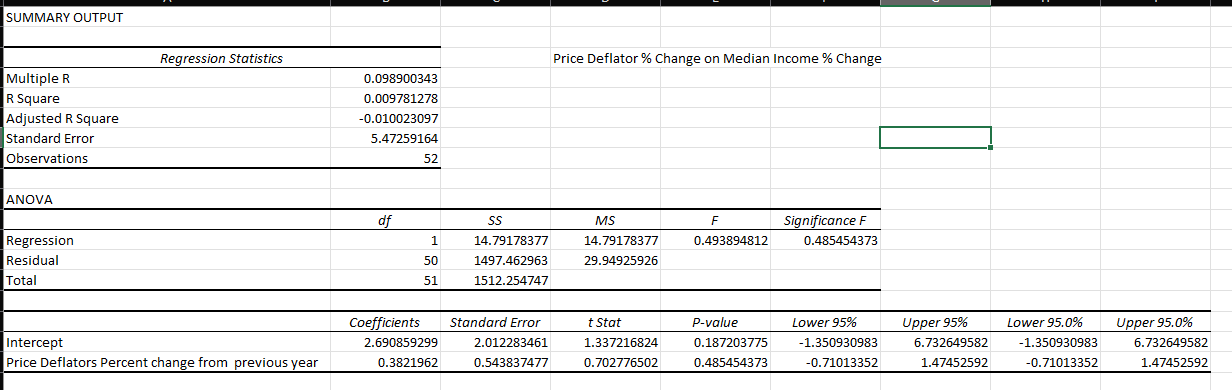 SUMMARY OUTPUT
Regression Statistics Price Deflator % Change on Median Income % Change
Multiple R 0.098900343
R Square 0.009781278
Adjusted R Square -0.010023097
Standard Error 5.47259164
Observations 52
ANOVA
df SS MS F Significance F
Regression 1 14.79178377 14.79178377 0.493894812 0.485454373
Residual 50 1497.462963 29.94925926
Total 51 1512.254747
Coefficients Standard Error t Stat P-value Lower 95% Upper 95% Lower 95.0% Upper 95.0%
Intercept 2.690859299 2.012283461 1.337216824 0.187203775 -1.350930983 6.732649582 -1.350930983 6.732649582
Price Deflators Percent change from previous year 0.3821962 0.543837477 0.702776502 0.485454373 -0.71013352 1.47452592 -0.71013352 1.47452592